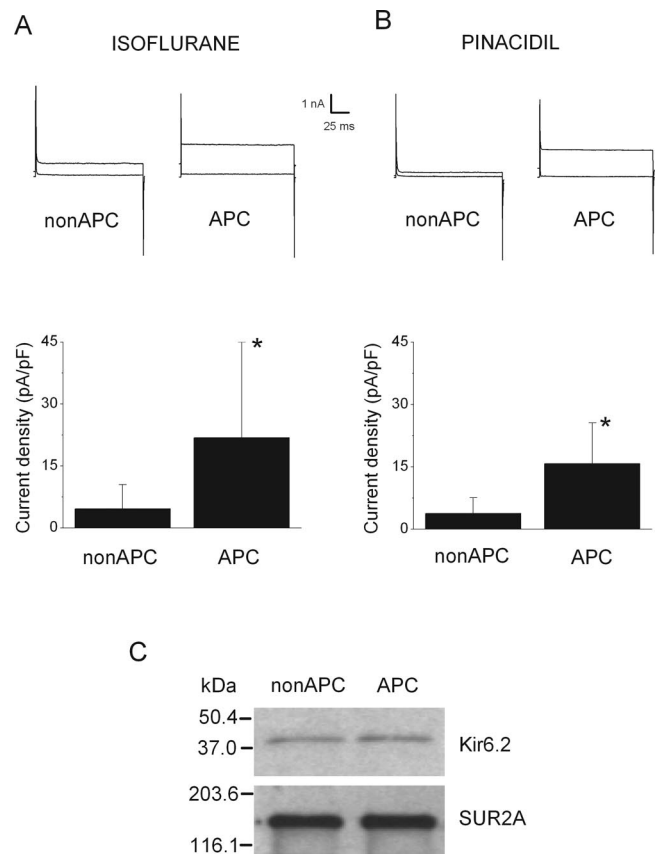 A
ISOFLURANE
B
PINACIDIL
1 nA
25 ms
nonAPC
APC
nonAPC
APC
Current density (pA/pF)
45
30
15
0
*
nonAPC
APC
Current density (pA/pF)
45
30
15
0
*
nonAPC
APC
C
kDa
nonAPC
APC
50.4
37.0
Kir6.2
203.6
116.1
SUR2A